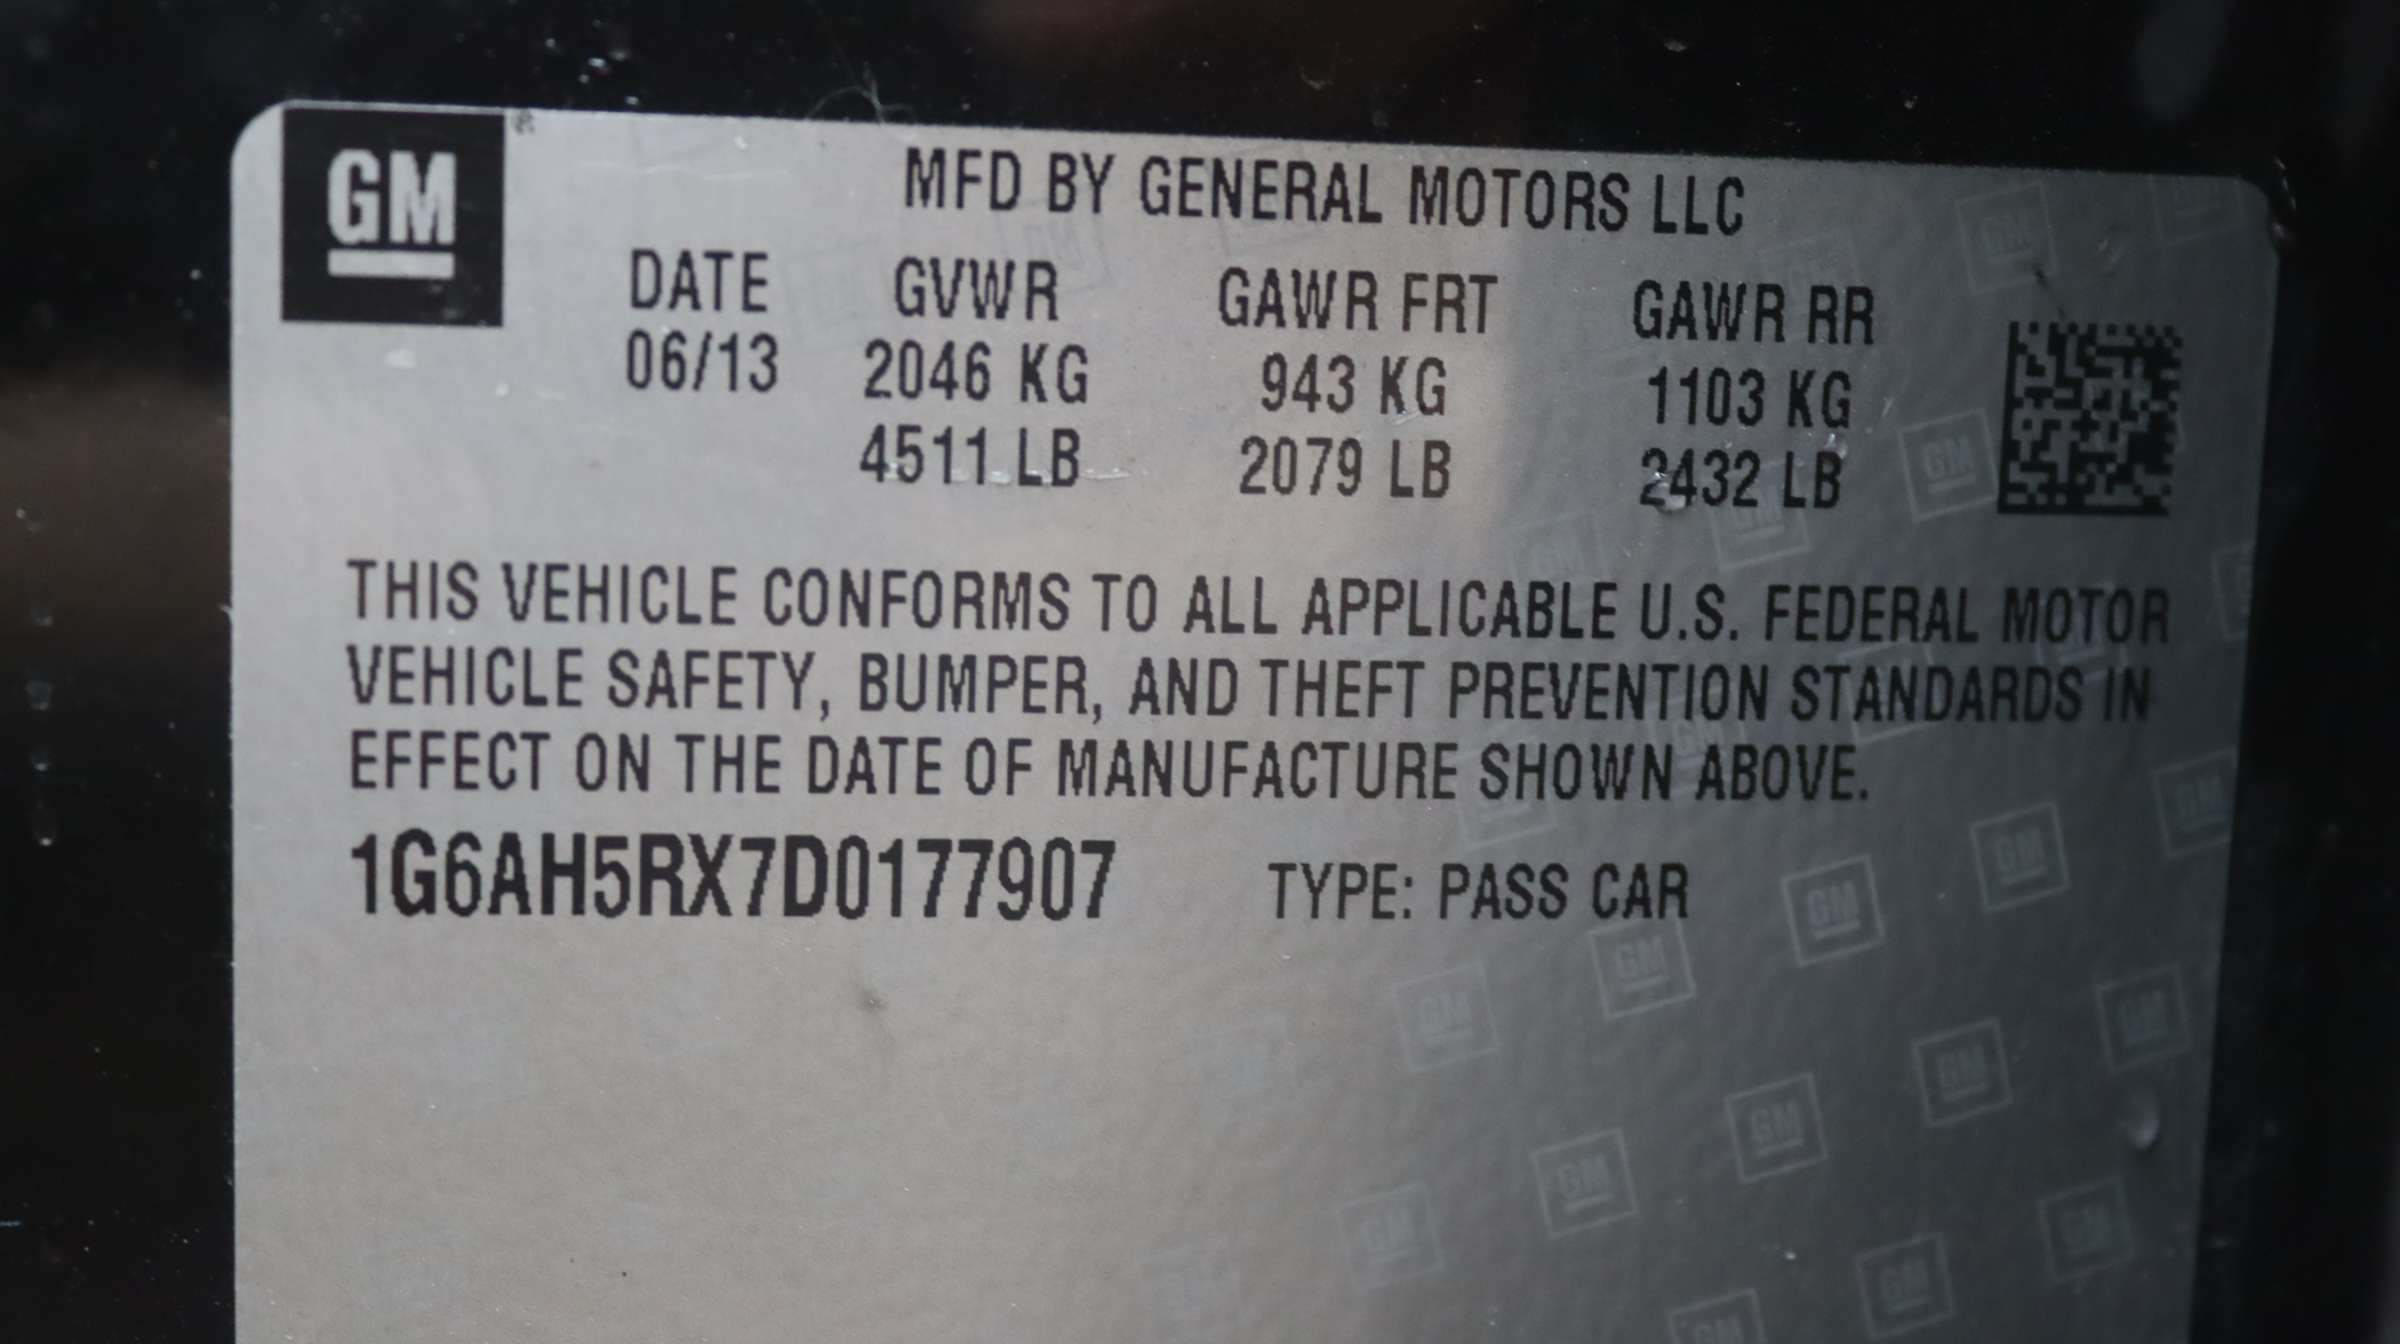 GM
MFD BY GENERAL MOTORS LLC
DATE GVWR GAWR FRT GAWR RR
06/13 2046 KG 943 KG 1103 KG
4511 LB 2079 LB 2432 LB
THIS VEHICLE CONFORMS TO ALL APPLICABLE U.S. FEDERAL MOTOR
VEHICLE SAFETY, BUMPER, AND THEFT PREVENTION STANDARDS IN
EFFECT ON THE DATE OF MANUFACTURE SHOWN ABOVE.
1G6AH5RX7D0177907 TYPE: PASS CAR